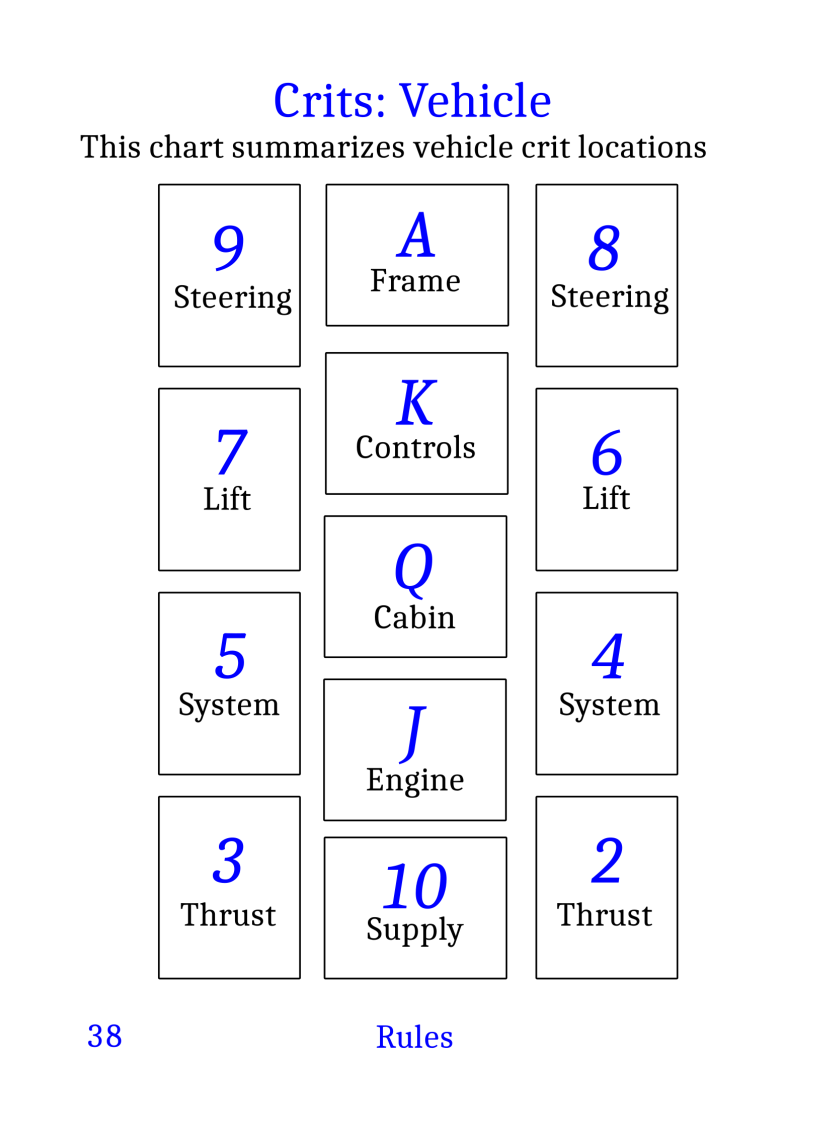 Crits: Vehicle
This chart summarizes vehicle crit locations
9
Steering
A
Frame
8
Steering
K
Controls
7
Lift
6
Lift
Q
Cabin
5
System
4
System
J
Engine
3
Thrust
10
Supply
2
Thrust
38
Rules